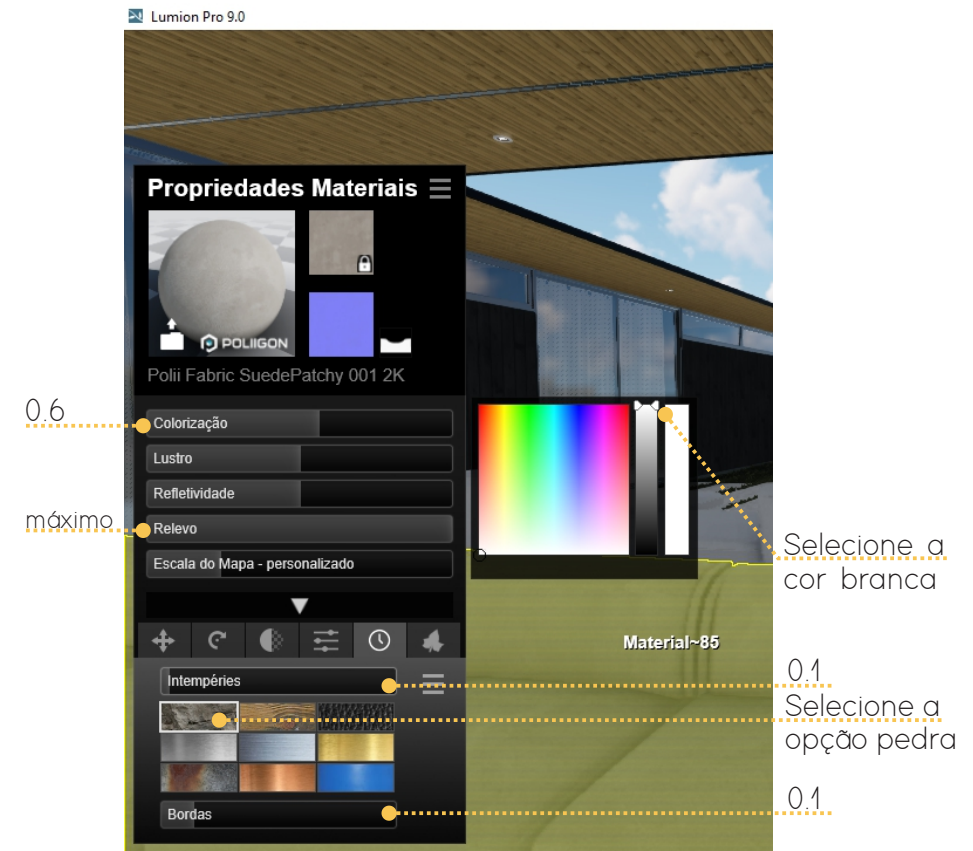 Lumion Pro 9.0
Propriedades Materiais
POLIIGON
Polii Fabric SuedePatchy 001 2K
0.6
Colorização
Lustro
Refletividade
máximo
Relevo
Escala do Mapa - personalizado
Selecione a
cor branca
Material~85
Intempéries
0.1
Selecione a
opção pedra
Bordas
0.1